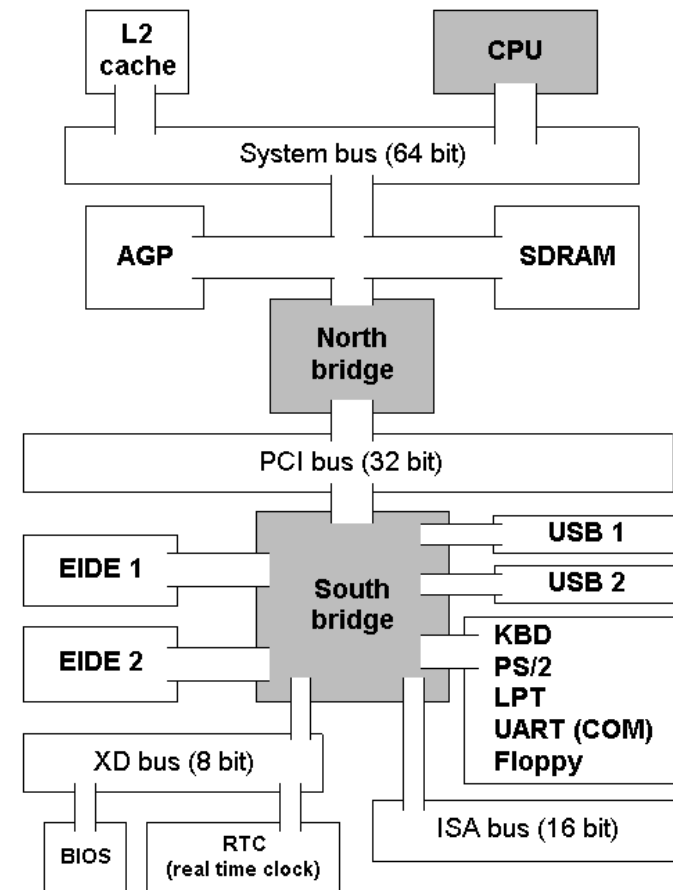 L2
cache
CPU
System bus (64 bit)
AGP
SDRAM
North
bridge
PCI bus (32 bit)
EIDE 1
EIDE 2
South
bridge
USB 1
USB 2
KBD
PS/2
LPT
UART (COM)
Floppy
XD bus (8 bit)
ISA bus (16 bit)
BIOS
RTC
(real time clock)